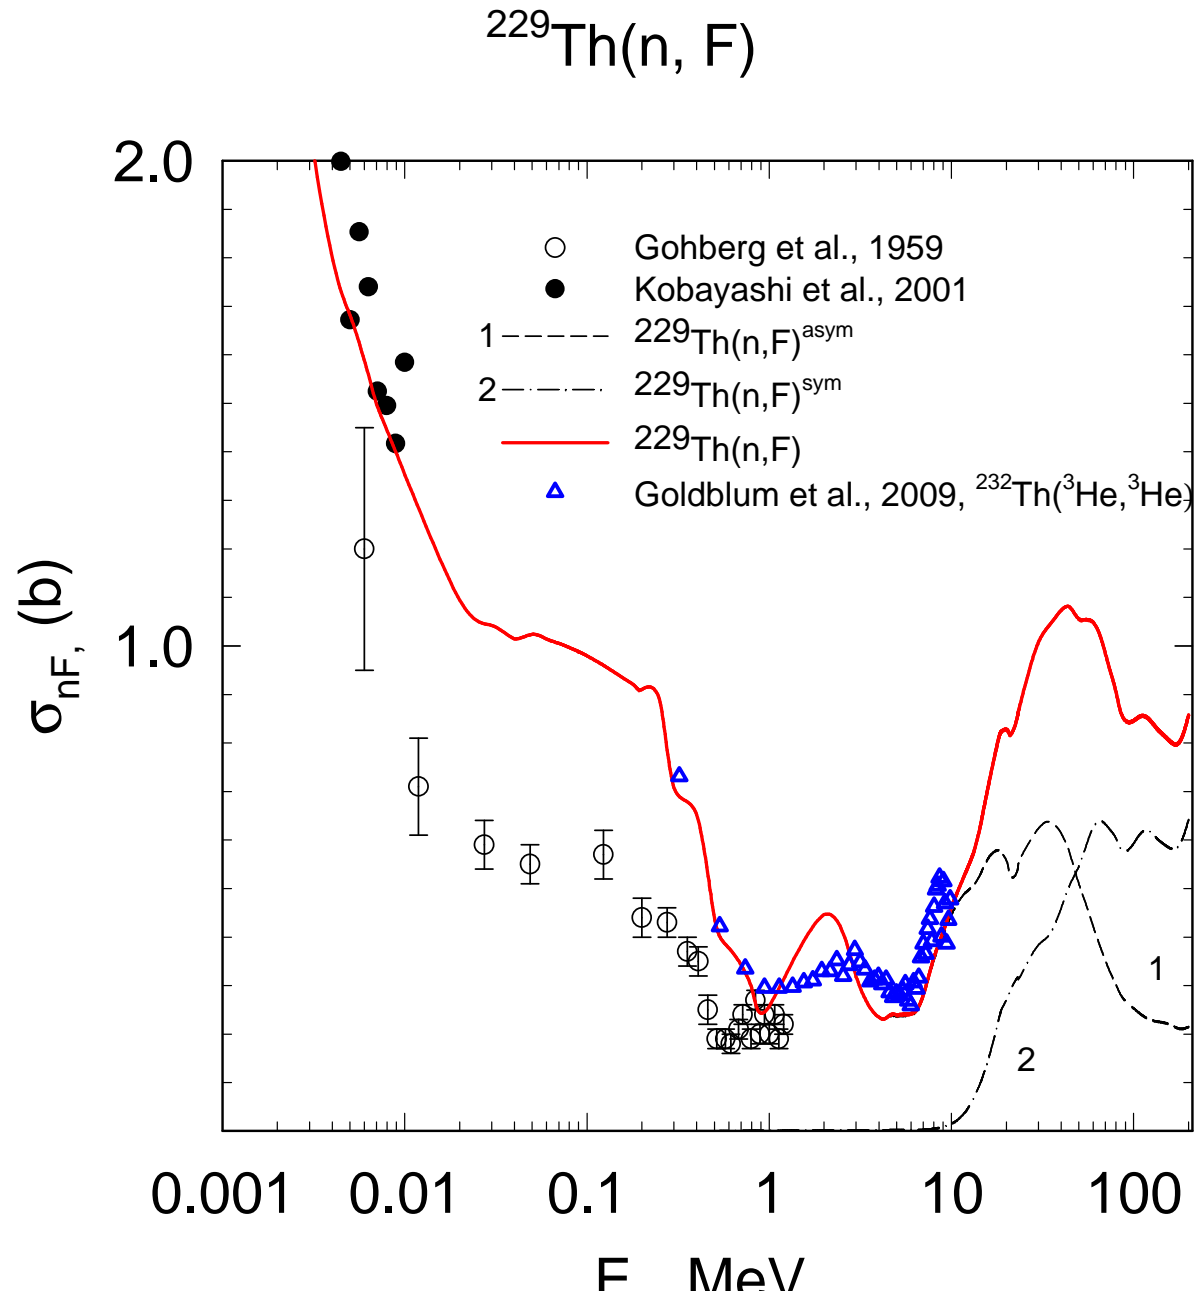 ²²⁹Th(n, F)
2.0
Gohberg et al., 1959
Kobayashi et al., 2001
1 ²²⁹Th(n,F)ᵃˢʸᵐ
2 ²²⁹Th(n,F)ˢʸᵐ
²²⁹Th(n,F)
Goldblum et al., 2009, ²³²Th(³He,³He)
σnF, (b)
1.0
1
2
0.001 0.01 0.1 1 10 100
E MeV